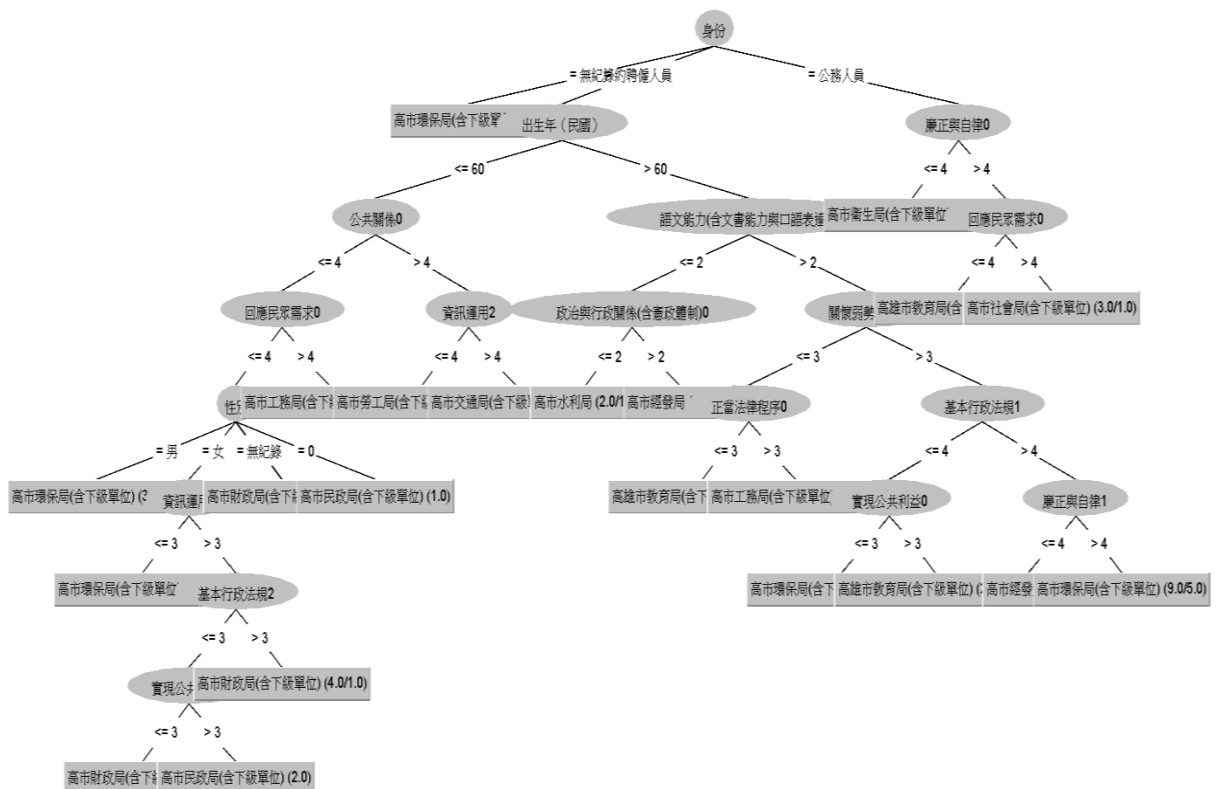 身份
= 無紀錄約聘僱人員
= 公務人員
高市環保局(含下級單
出生年（民國）
廉正與自律0
<= 60
> 60
<= 4
> 4
公共關係0
語文能力(含文書能力與口語表達
高市衛生局(含下級單位
回應民眾需求0
<= 4
> 4
<= 2
> 2
<= 4
> 4
回應民眾需求0
資訊運用2
政治與行政關係(含憲政體制)0
關懷弱勢
高雄市教育局(含
高市社會局(含下級單位) (3.0/1.0)
<= 4
> 4
<= 4
> 4
<= 2
> 2
<= 3
> 3
高市工務局(含下
高市勞工局(含下級
高市交通局(含下級
高市水利局 (2.0/1
高市經發局
正當法律程序0
基本行政法規1
= 男
= 女
= 無紀錄
= 0
<= 3
> 3
<= 4
> 4
高市環保局(含下級單位)
資訊運用
高市財政局(含下
高市民政局(含下級單位) (1.0)
高雄市教育局(含下
高市工務局(含下級單位
實現公共利益0
廉正與自律1
<= 3
> 3
<= 3
> 3
<= 4
> 4
高市環保局(含下級單位
基本行政法規2
高市環保局(含下
高雄市教育局(含下級單位)
高市經發
高市環保局(含下級單位) (9.0/5.0)
<= 3
> 3
實現公共
高市財政局(含下級單位) (4.0/1.0)
<= 3
> 3
高市財政局(含下級
高市民政局(含下級單位) (2.0)